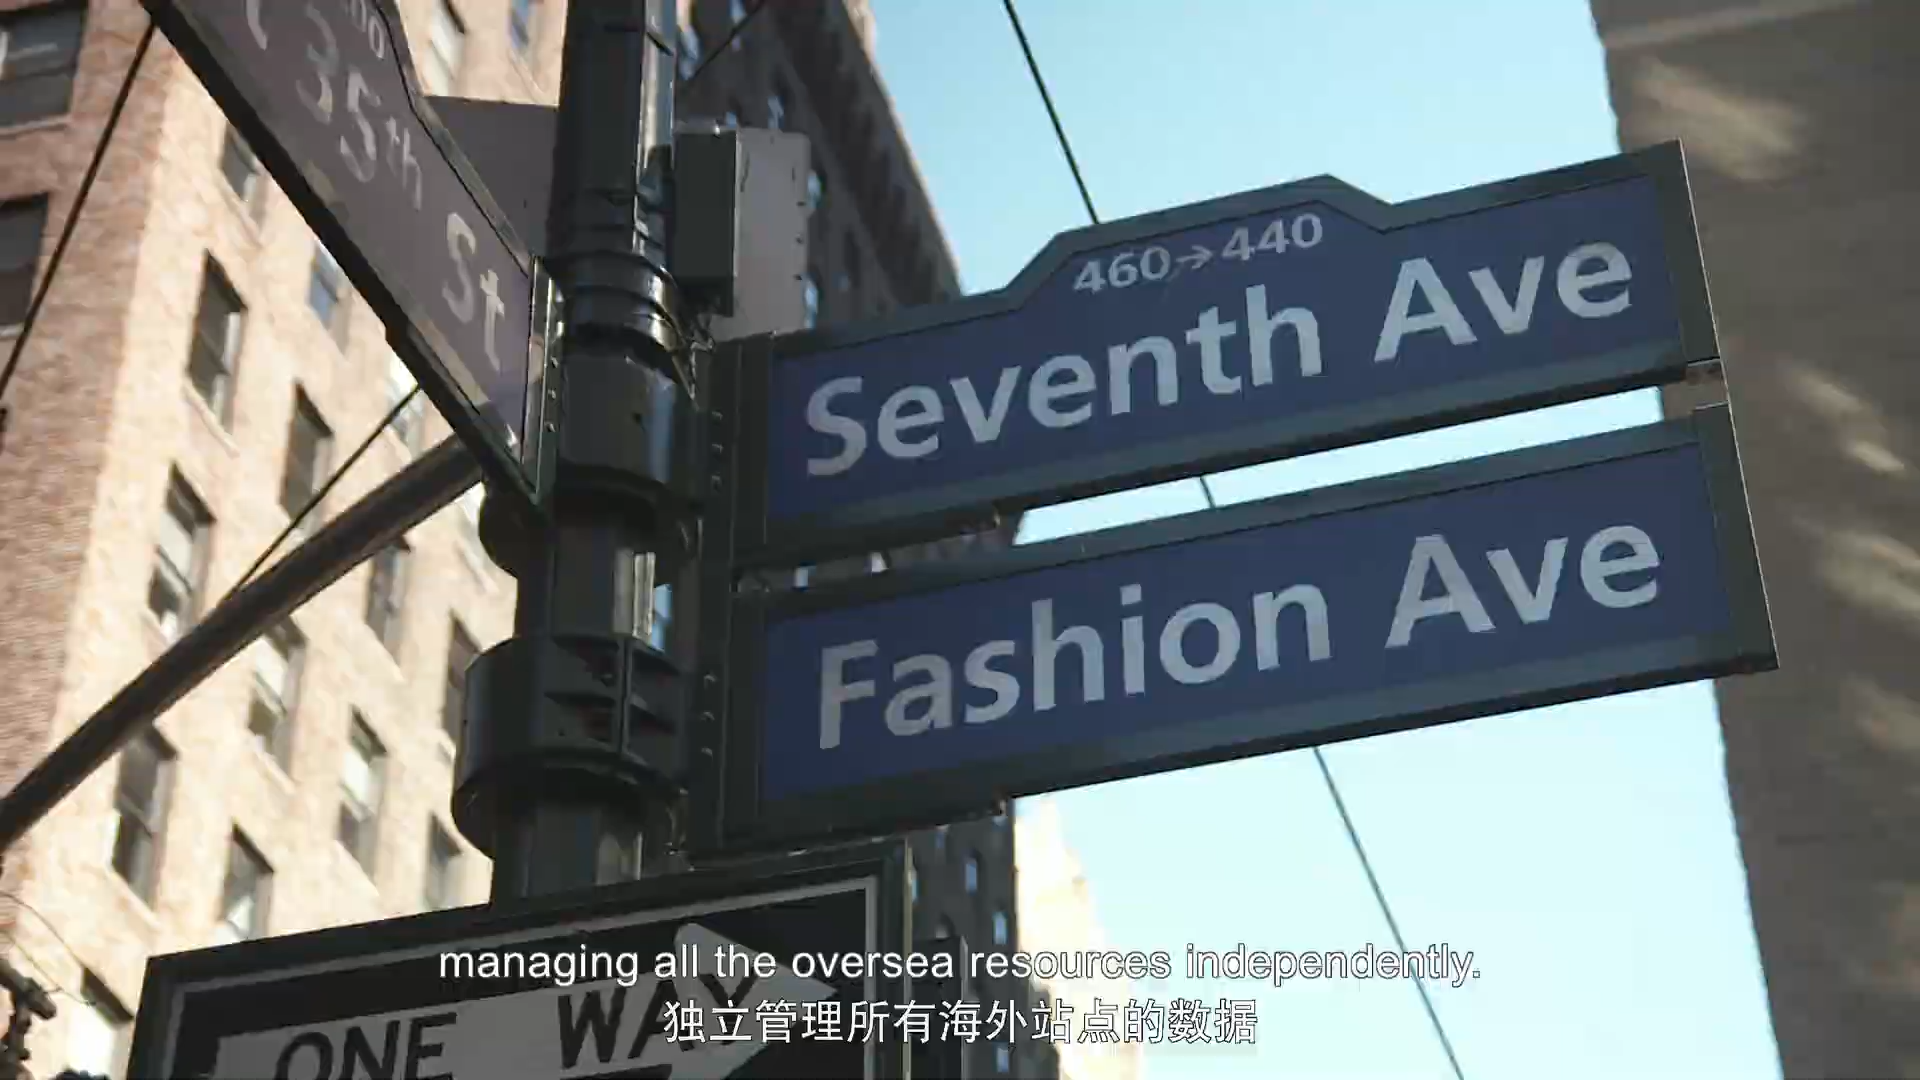 35th St
460→440
Seventh Ave
Fashion Ave
ONE WAY
managing all the oversea resources independently.
独立管理所有海外站点的数据